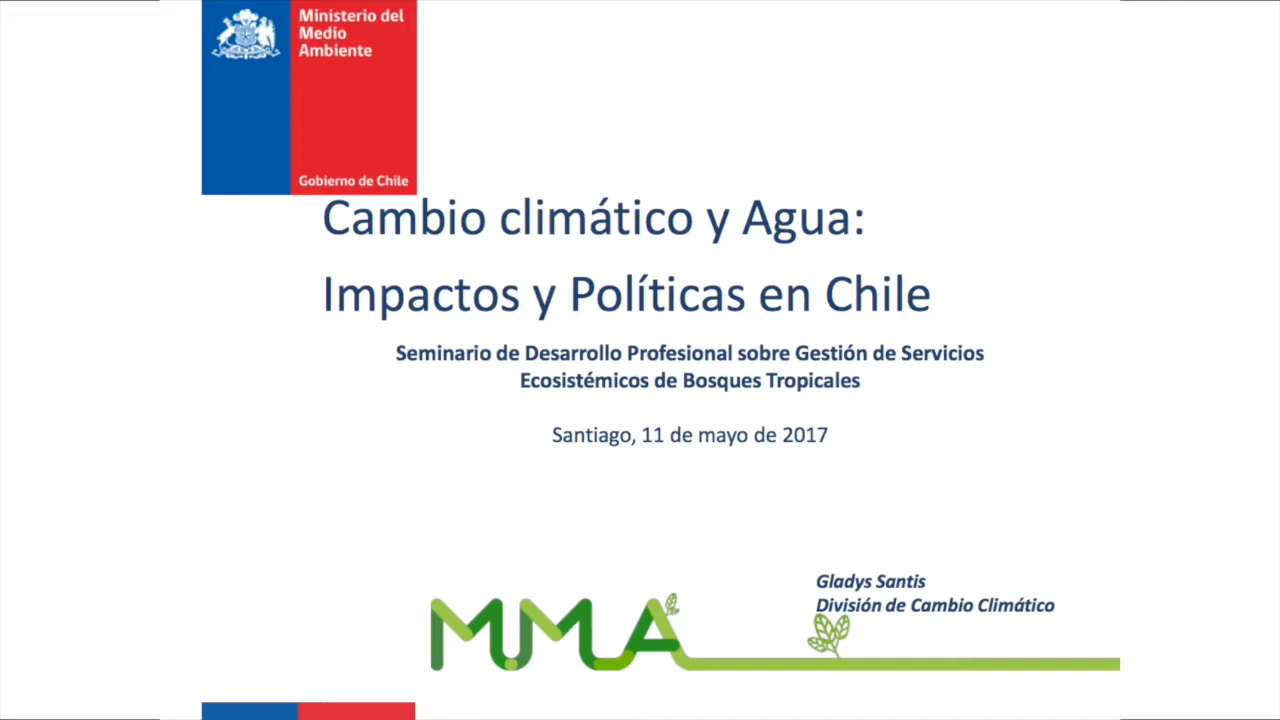 Ministerio del
Medio
Ambiente
Gobierno de Chile
Cambio climático y Agua:
Impactos y Políticas en Chile
Seminario de Desarrollo Profesional sobre Gestión de Servicios
Ecosistémicos de Bosques Tropicales
Santiago, 11 de mayo de 2017
Gladys Santis
División de Cambio Climático
MMA